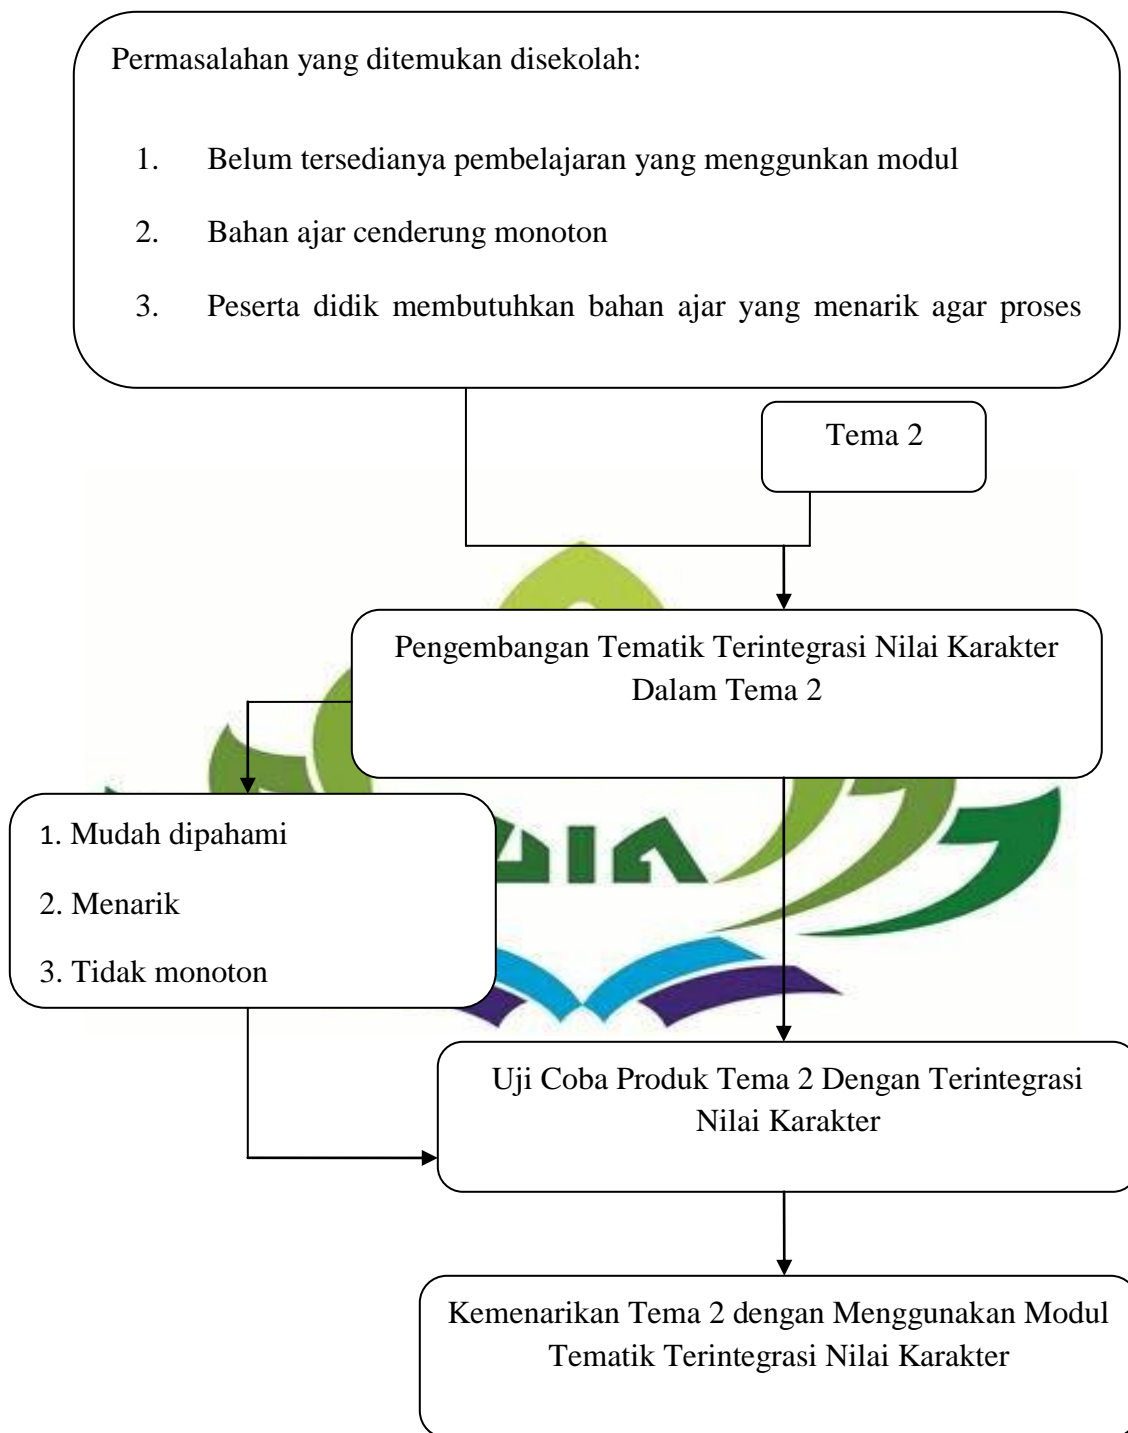 Permasalahan yang ditemukan disekolah:
1. Belum tersedianya pembelajaran yang menggunkan modul
2. Bahan ajar cenderung monoton
3. Peserta didik membutuhkan bahan ajar yang menarik agar proses
Tema 2
Pengembangan Tematik Terintegrasi Nilai Karakter
Dalam Tema 2
1. Mudah dipahami
2. Menarik
3. Tidak monoton
Uji Coba Produk Tema 2 Dengan Terintegrasi
Nilai Karakter
Kemenarikan Tema 2 dengan Menggunakan Modul
Tematik Terintegrasi Nilai Karakter